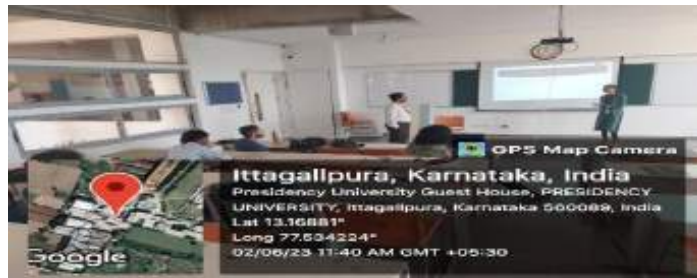 GPS Map Camera
Ittagallpura, Karnataka, India
Presidency University Guest House, PRESIDENCY
UNIVERSITY, Ittagallpura, Karnataka 560089, India
Lat 13.16881°
Long 77.534224°
02/06/23 11:40 AM GMT +05:30
Google